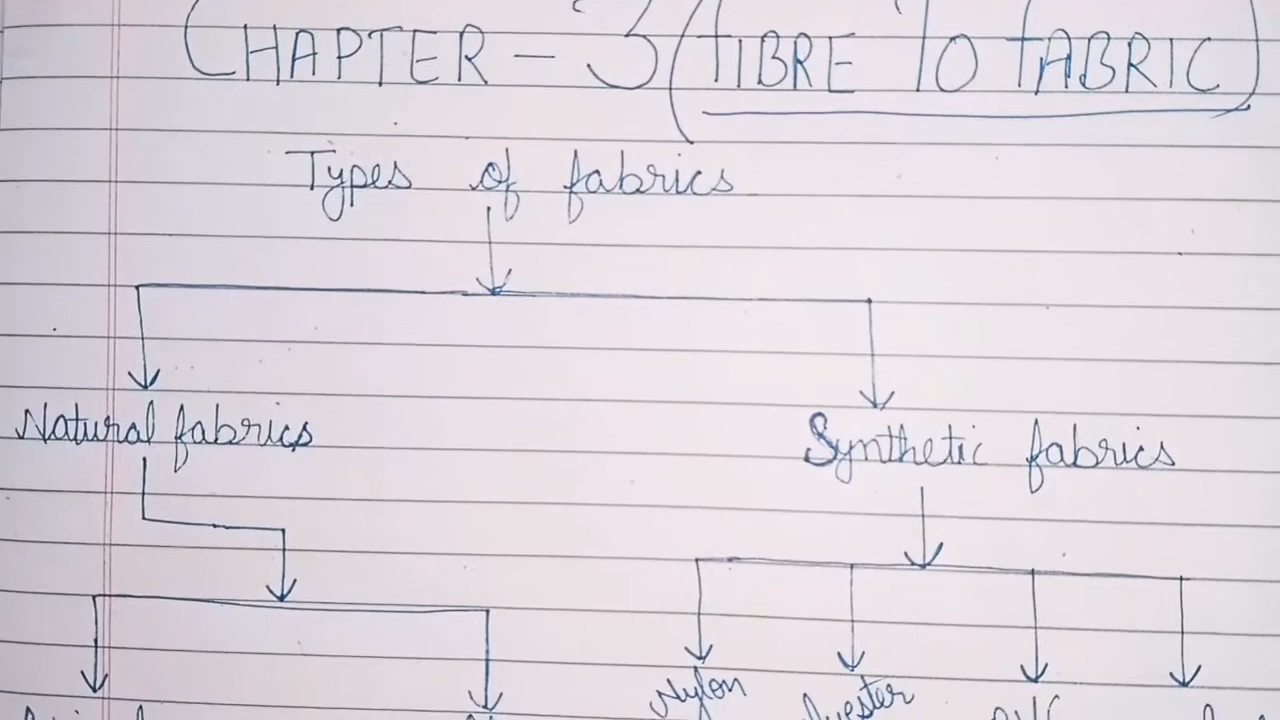 CHAPTER - 3 (FIBRE TO FABRIC)
Types of fabrics
Natural fabrics
Synthetic fabrics
Nylon